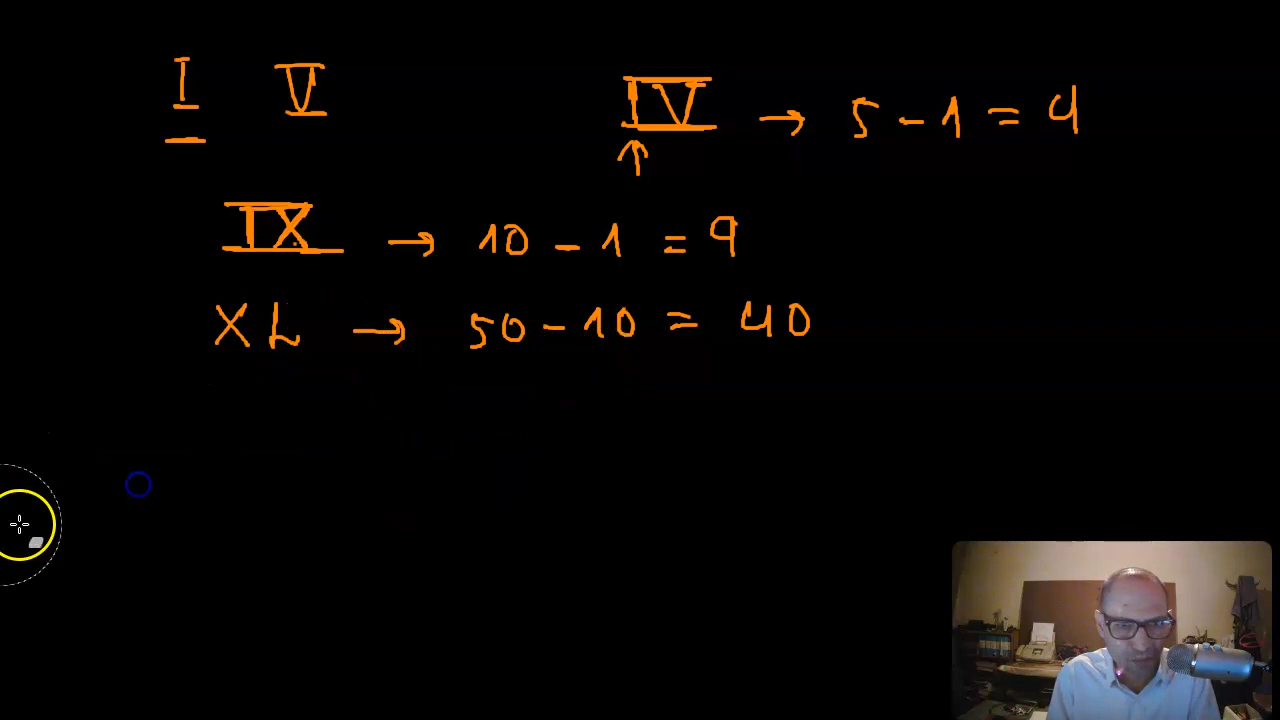 I V
IV → 5 - 1 = 4
IX → 10 - 1 = 9
XL → 50 - 10 = 40